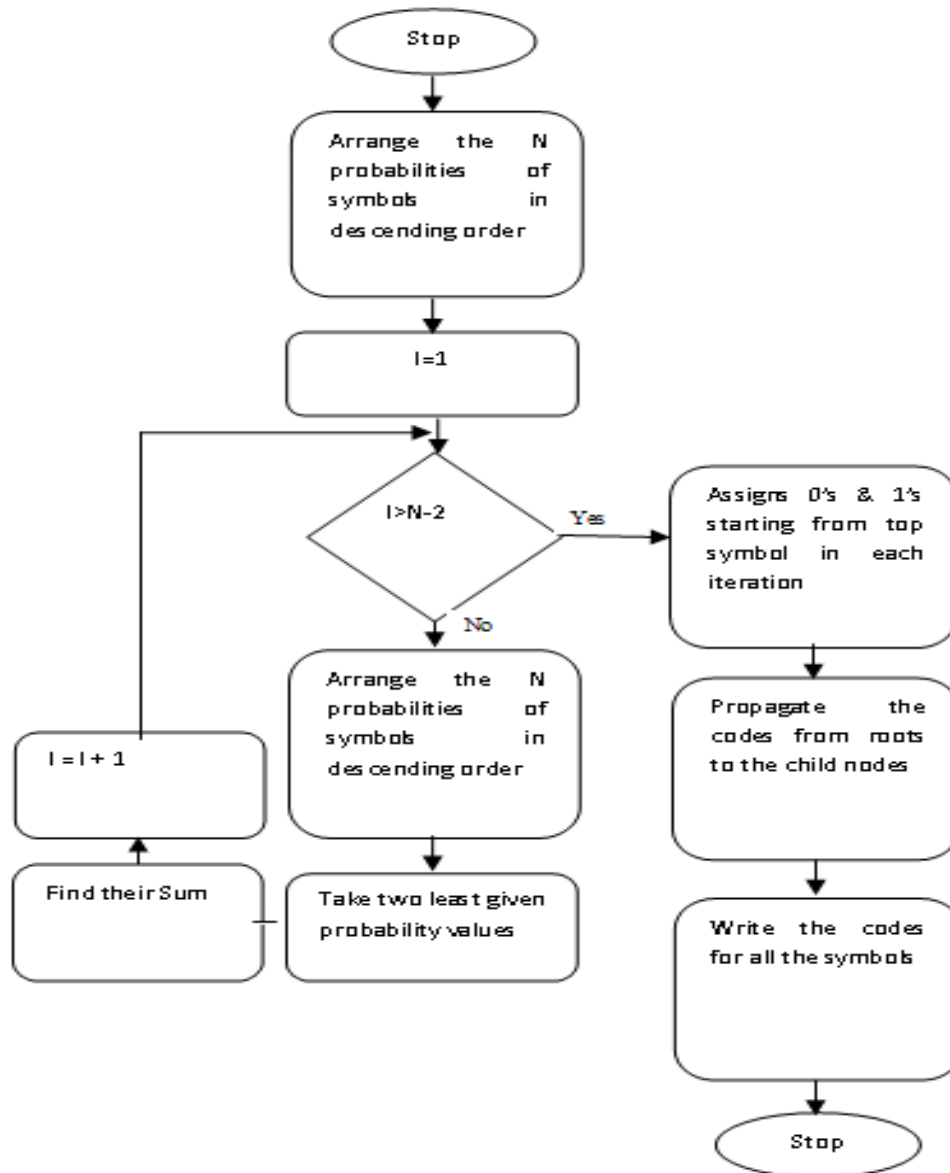 Stop
Arrange the N
probabilities of
symbols in
descending order
I=1
I>N-2
Yes
No
Assigns 0's & 1's
starting from top
symbol in each
iteration
Arrange the N
probabilities of
symbols in
descending order
Propagate the
codes from roots
to the child nodes
I = I + 1
Find their Sum
Take two least given
probability values
Write the codes
for all the symbols
Stop